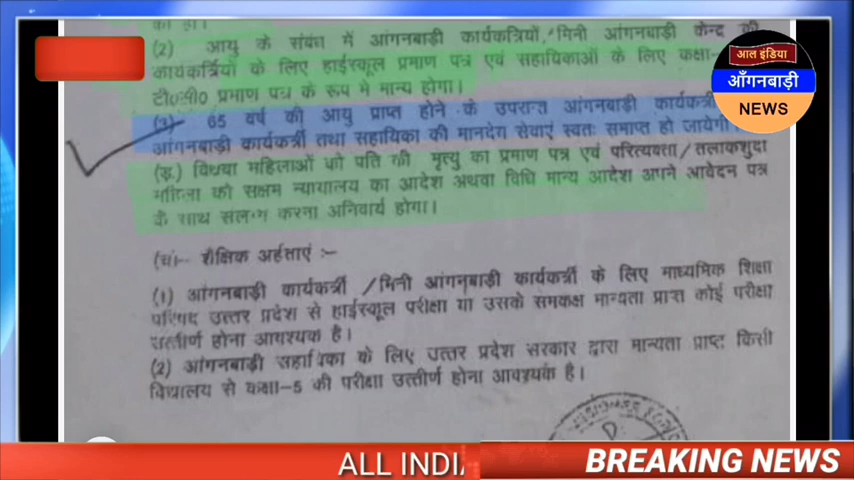 का हो।
(2) आयु के संबंध में आंगनबाड़ी कार्यकत्रियों/मिनी आंगनबाड़ी केन्द्र की
कार्यकर्त्रियों के लिए हाईस्कूल प्रमाण पत्र एवं सहायिकाओं के लिए कक्षा-
टी०सी० प्रमाण पत्र के रूप मे मान्य होगा।
(3) 65 वर्ष की आयु प्राप्त होने के उपरान्त आंगनबाड़ी कार्यकर्त्री
आंगनबाड़ी कार्यकर्त्री तथा सहायिका की मानदेय सेवाएं स्वतः समाप्त हो जायेगी।
(ड.) विधवा महिलाओं को पति की मृत्यु का प्रमाण पत्र एवं परित्यक्ता/तलाकशुदा
महिला को सक्षम न्यायालय का आदेश अथवा विधि मान्य आदेश अपने आवेदन पत्र
के साथ संलग्न करना अनिवार्य होगा।
(च)- शैक्षिक अर्हताएं :-
(1) आंगनबाड़ी कार्यकर्त्री /मिनी आंगनबाड़ी कार्यकर्त्री के लिए माध्यमिक शिक्षा
परिषद उत्तर प्रदेश से हाईस्कूल परीक्षा या उसके समकक्ष मान्यता प्राप्त कोई परीक्षा
उत्तीर्ण होना आवश्यक है।
(2) आंगनबाड़ी सहायिका के लिए उत्तर प्रदेश सरकार द्वारा मान्यता प्राप्त किसी
विद्यालय से कक्षा-5 की परीक्षा उत्तीर्ण होना आवश्यक है।
आल इंडिया
आँगनबाड़ी
NEWS
ALL INDIA
BREAKING NEWS